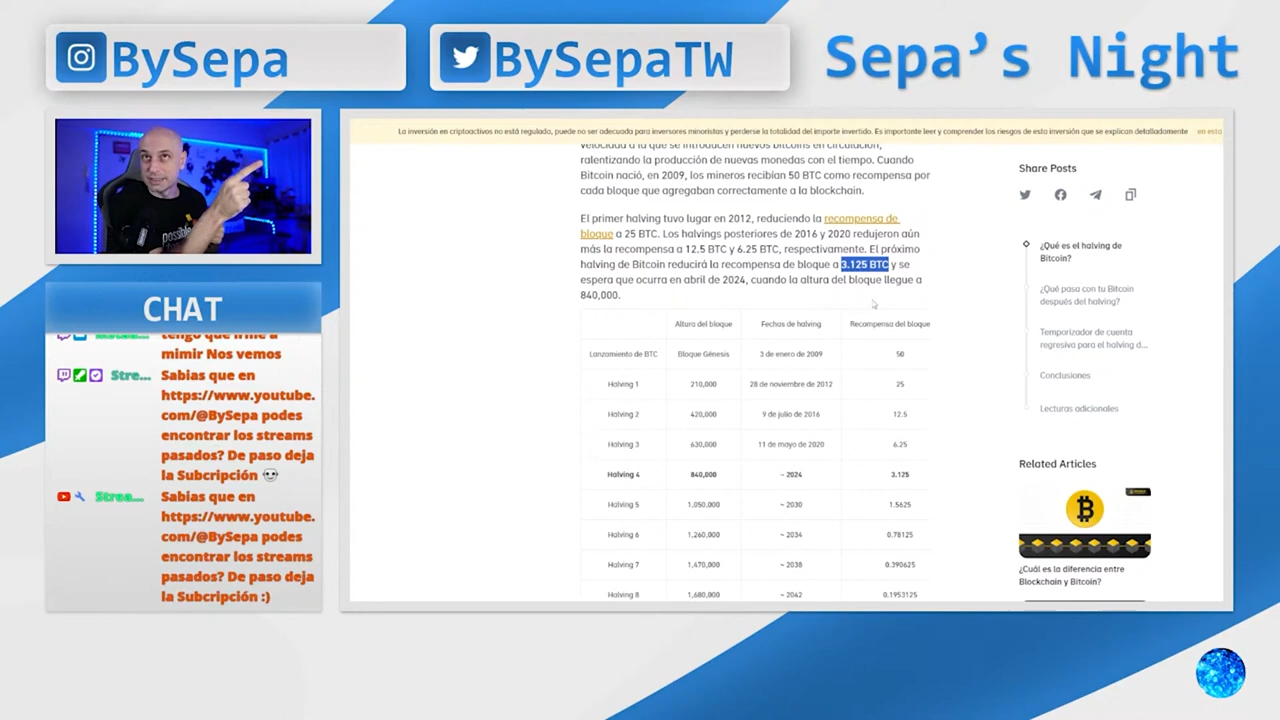 BySepa
BySepaTW
Sepa's Night
CHAT
mimir Nos vemos
Stre...
Sabias que en
https://www.youtube.
com/@BySepa podes
encontrar los streams
pasados? De paso deja
la Subcripción
Strea...
Sabias que en
https://www.youtube.
com/@BySepa podes
encontrar los streams
pasados? De paso deja
la Subcripción :)
La inversión en criptoactivos no está regulado, puede no ser adecuada para inversores minoristas y perderse la totalidad del importe invertido. Es importante leer y comprender los riesgos de esta inversión que se explican detalladamente en esta
velocidad a la que se introducen nuevos bitcoins en circulación,
ralentizando la producción de nuevas monedas con el tiempo. Cuando
Bitcoin nació, en 2009, los mineros recibían 50 BTC como recompensa por
cada bloque que agregaban correctamente a la blockchain.
El primer halving tuvo lugar en 2012, reduciendo la recompensa de
bloque a 25 BTC. Los halvings posteriores de 2016 y 2020 redujeron aún
más la recompensa a 12.5 BTC y 6.25 BTC, respectivamente. El próximo
halving de Bitcoin reducirá la recompensa de bloque a 3.125 BTC y se
espera que ocurra en abril de 2024, cuando la altura del bloque llegue a
840,000.
Altura del bloque Fechas de halving Recompensa del bloque
Lanzamiento de BTC Bloque Génesis 3 de enero de 2009 50
Halving 1 210,000 28 de noviembre de 2012 25
Halving 2 420,000 9 de julio de 2016 12.5
Halving 3 630,000 11 de mayo de 2020 6.25
Halving 4 840,000 ~ 2024 3.125
Halving 5 1,050,000 ~ 2030 1.5625
Halving 6 1,260,000 ~ 2034 0.78125
Halving 7 1,470,000 ~ 2038 0.390625
Halving 8 1,680,000 ~ 2042 0.1953125
Share Posts
¿Qué es el halving de
Bitcoin?
¿Qué pasa con tu Bitcoin
después del halving?
Temporizador de cuenta
regresiva para el halving d...
Conclusiones
Lecturas adicionales
Related Articles
¿Cuál es la diferencia entre
Blockchain y Bitcoin?